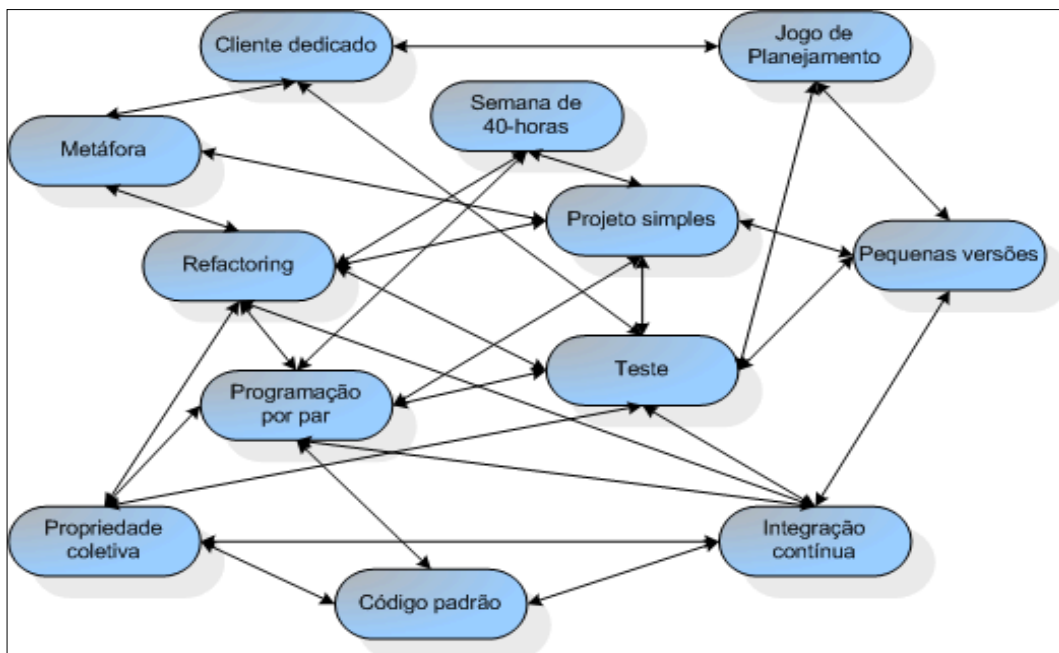 Cliente dedicado
Jogo de
Planejamento
Semana de
40-horas
Metáfora
Projeto simples
Refactoring
Pequenas versões
Teste
Programação
por par
Propriedade
coletiva
Integração
contínua
Código padrão